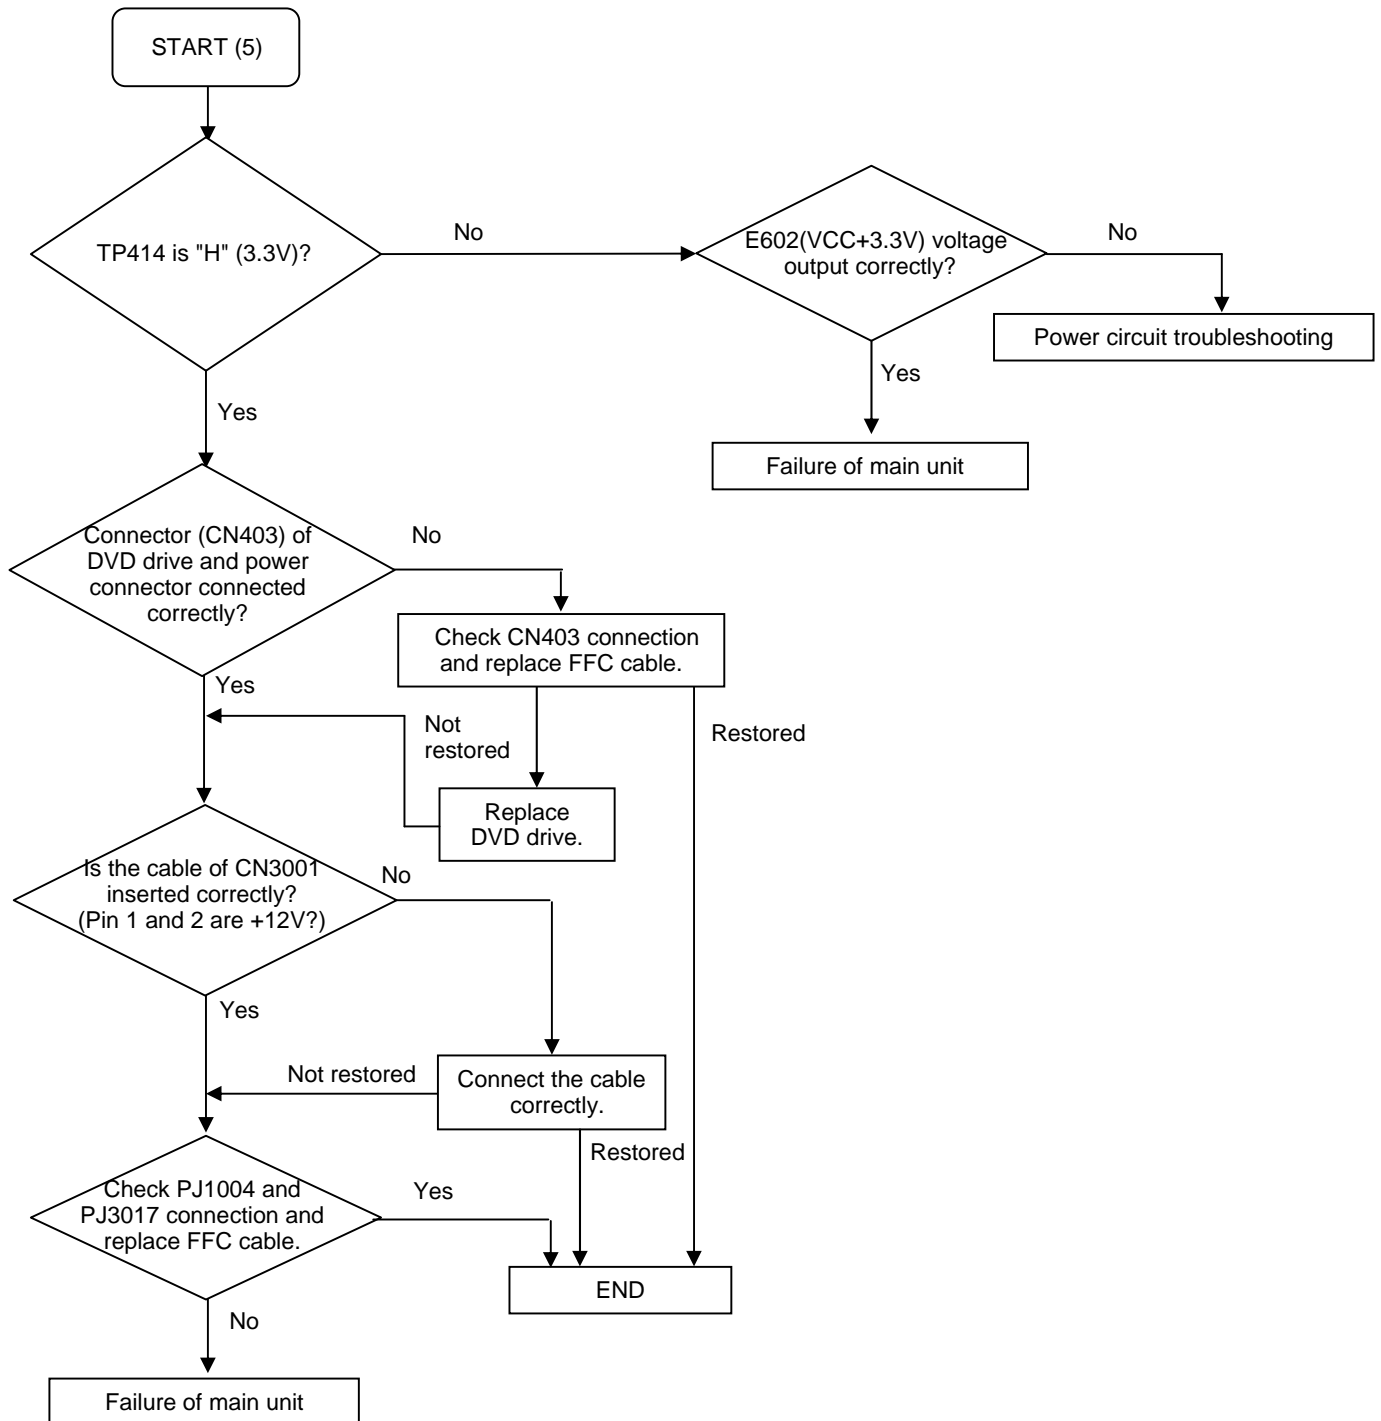 START (5)
TP414 is "H" (3.3V)?
No
E602(VCC+3.3V) voltage
output correctly?
No
Power circuit troubleshooting
Yes
Failure of main unit
Yes
Connector (CN403) of
DVD drive and power
connector connected
correctly?
No
Check CN403 connection
and replace FFC cable.
Yes
Not
restored
Restored
Replace
DVD drive.
Is the cable of CN3001
inserted correctly?
(Pin 1 and 2 are +12V?)
No
Yes
Not restored
Connect the cable
correctly.
Restored
Check PJ1004 and
PJ3017 connection and
replace FFC cable.
Yes
END
No
Failure of main unit